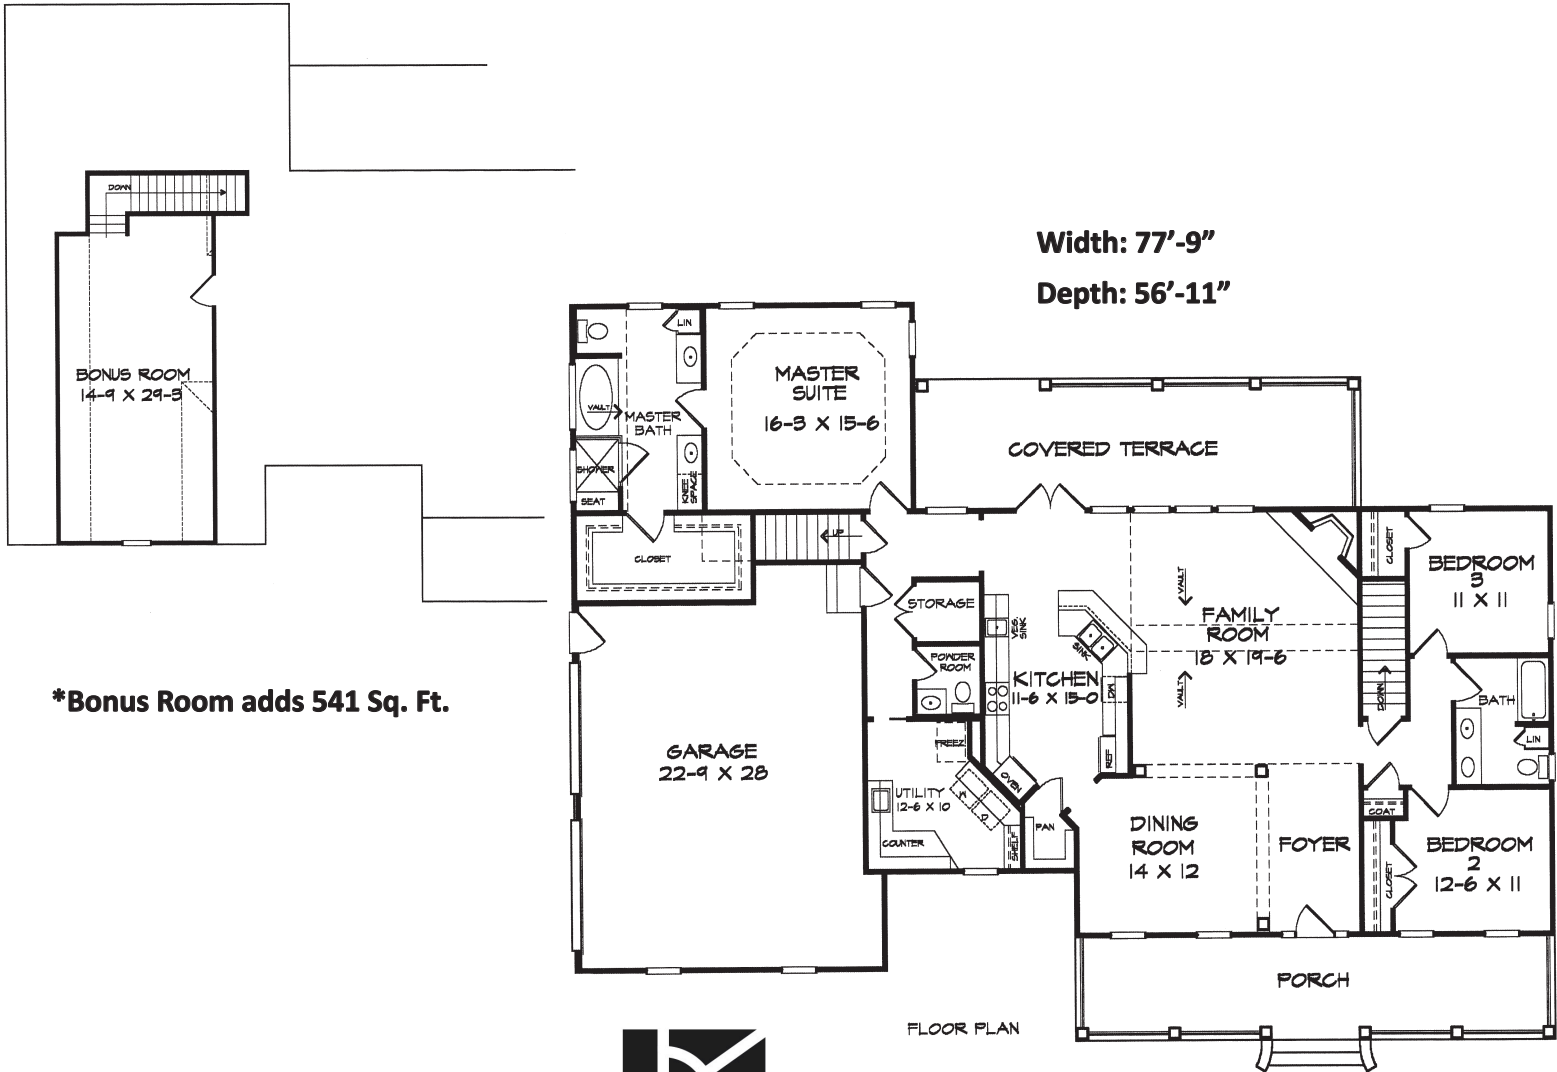 DOWN
BONUS ROOM
14-9 X 29-3
*Bonus Room adds 541 Sq. Ft.
Width: 77'-9"
Depth: 56'-11"
LIN
VAULT
MASTER
BATH
SHOWER
SEAT
KNEE
SPACE
MASTER
SUITE
16-3 X 15-6
COVERED TERRACE
CLOSET
UP
STORAGE
POWDER
ROOM
VEG.
SINK
SINK
KITCHEN
11-6 X 15-0
DW
REF
OVEN
PAN
VAULT
FAMILY
ROOM
18 X 19-6
VAULT
CLOSET
BEDROOM
3
11 X 11
DOWN
BATH
LIN
GARAGE
22-9 X 28
UTILITY
12-6 X 10
W
D
COUNTER
SHELF
DINING
ROOM
14 X 12
FOYER
COAT
CLOSET
BEDROOM
2
12-6 X 11
PORCH
FLOOR PLAN